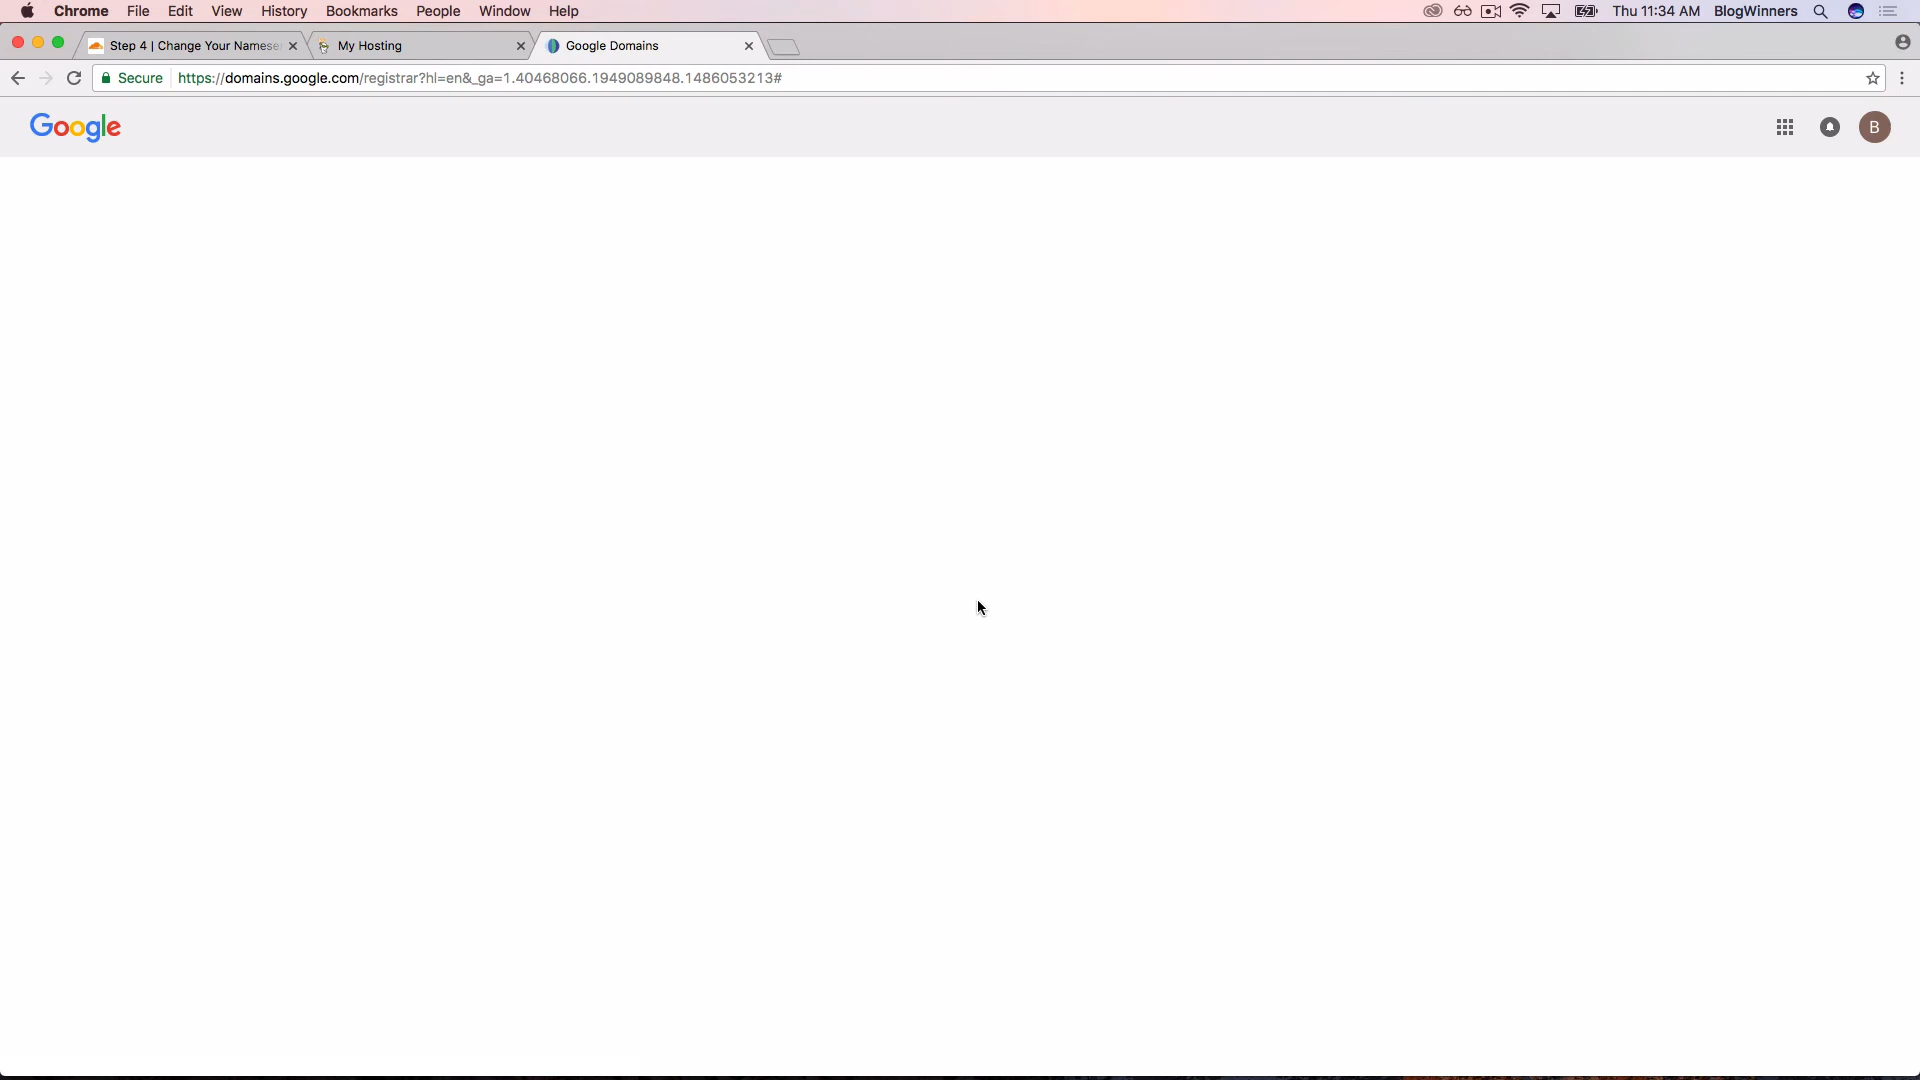 Chrome File Edit View History Bookmarks People Window Help Thu 11:34 AM BlogWinners
Step 4 | Change Your Namese My Hosting Google Domains
Secure https://domains.google.com/registrar?hl=en&_ga=1.40468066.1949089848.1486053213#
Google B